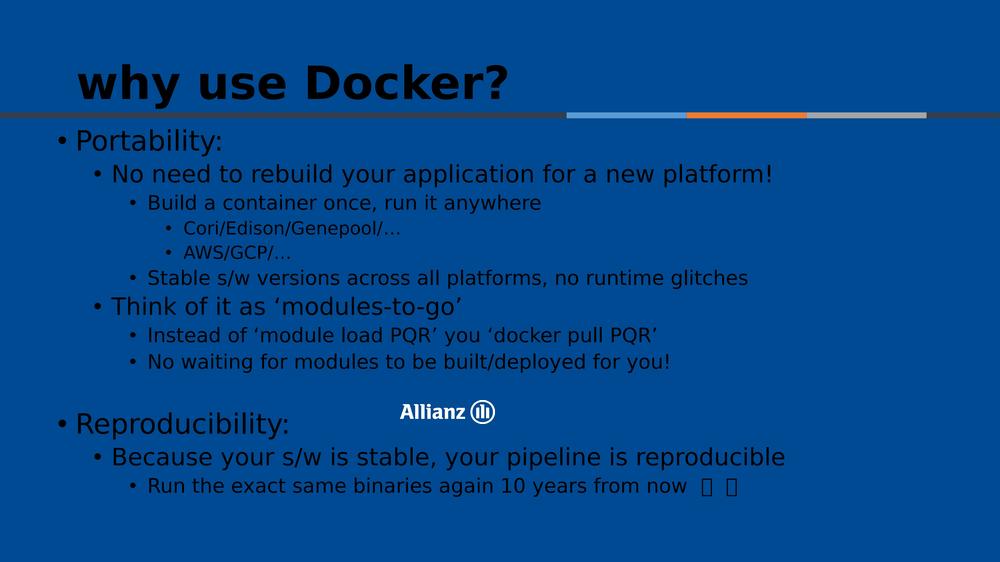 why use Docker?
• Portability:
• No need to rebuild your application for a new platform!
• Build a container once, run it anywhere
• Cori/Edison/Genepool/…
• AWS/GCP/…
• Stable s/w versions across all platforms, no runtime glitches
• Think of it as ‘modules-to-go’
• Instead of ‘module load PQR’ you ‘docker pull PQR’
• No waiting for modules to be built/deployed for you!
Allianz
• Reproducibility:
• Because your s/w is stable, your pipeline is reproducible
• Run the exact same binaries again 10 years from now